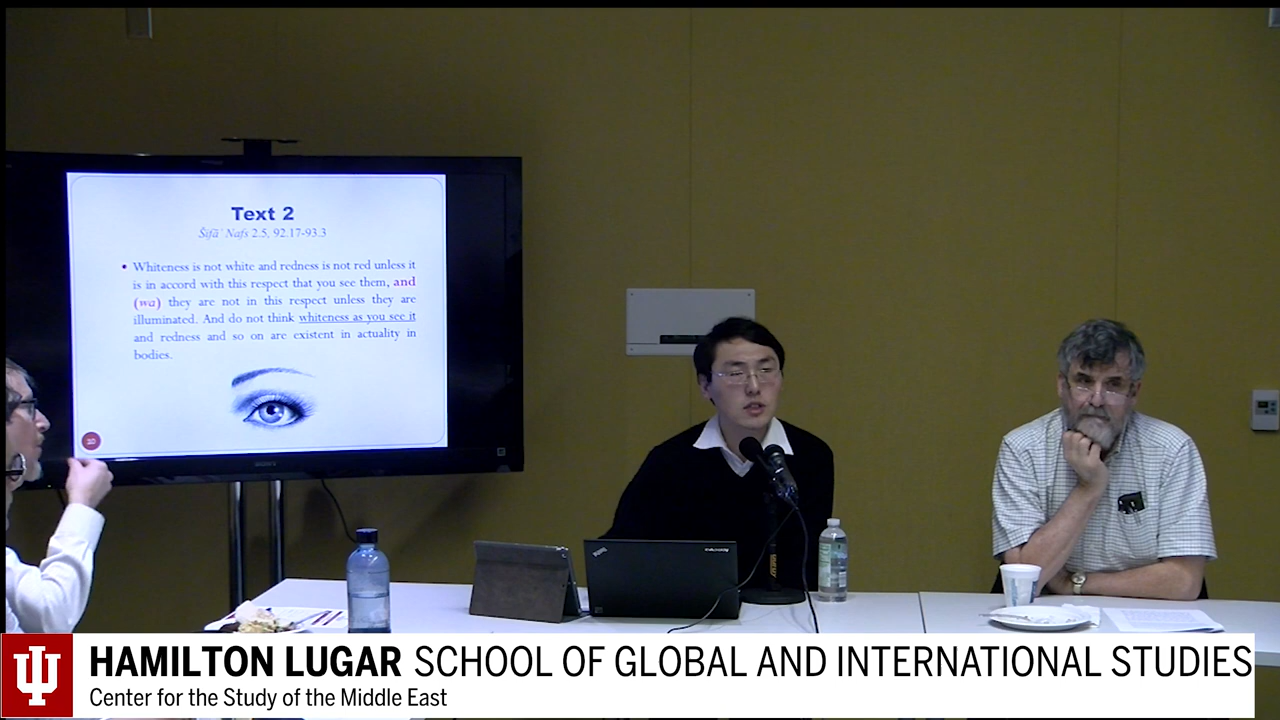 Text 2
Šifāʾ Nafs 2.5, 92.17-93.3
• Whiteness is not white and redness is not red unless it
is in accord with this respect that you see them, and
(wa) they are not in this respect unless they are
illuminated. And do not think whiteness as you see it
and redness and so on are existent in actuality in
bodies.
20
SONY
HAMILTON LUGAR SCHOOL OF GLOBAL AND INTERNATIONAL STUDIES
Center for the Study of the Middle East